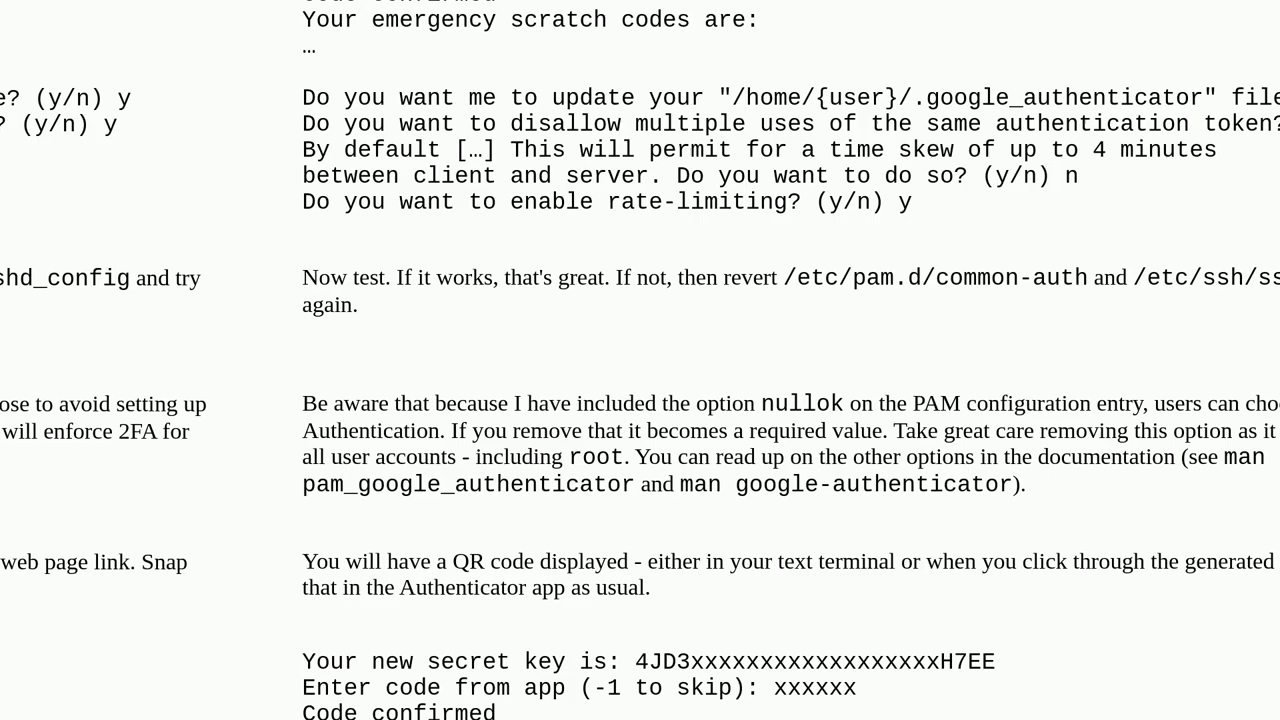 Your emergency scratch codes are:
…
e? (y/n) y
? (y/n) y
Do you want me to update your "/home/{user}/.google_authenticator" file
Do you want to disallow multiple uses of the same authentication token?
By default […] This will permit for a time skew of up to 4 minutes
between client and server. Do you want to do so? (y/n) n
Do you want to enable rate-limiting? (y/n) y
shd_config and try
Now test. If it works, that's great. If not, then revert /etc/pam.d/common-auth and /etc/ssh/ss
again.
ose to avoid setting up
will enforce 2FA for
Be aware that because I have included the option nullok on the PAM configuration entry, users can choo
Authentication. If you remove that it becomes a required value. Take great care removing this option as it
all user accounts - including root. You can read up on the other options in the documentation (see man
pam_google_authenticator and man google-authenticator).
web page link. Snap
You will have a QR code displayed - either in your text terminal or when you click through the generated
that in the Authenticator app as usual.
Your new secret key is: 4JD3xxxxxxxxxxxxxxxxxxH7EE
Enter code from app (-1 to skip): xxxxxx
Code confirmed